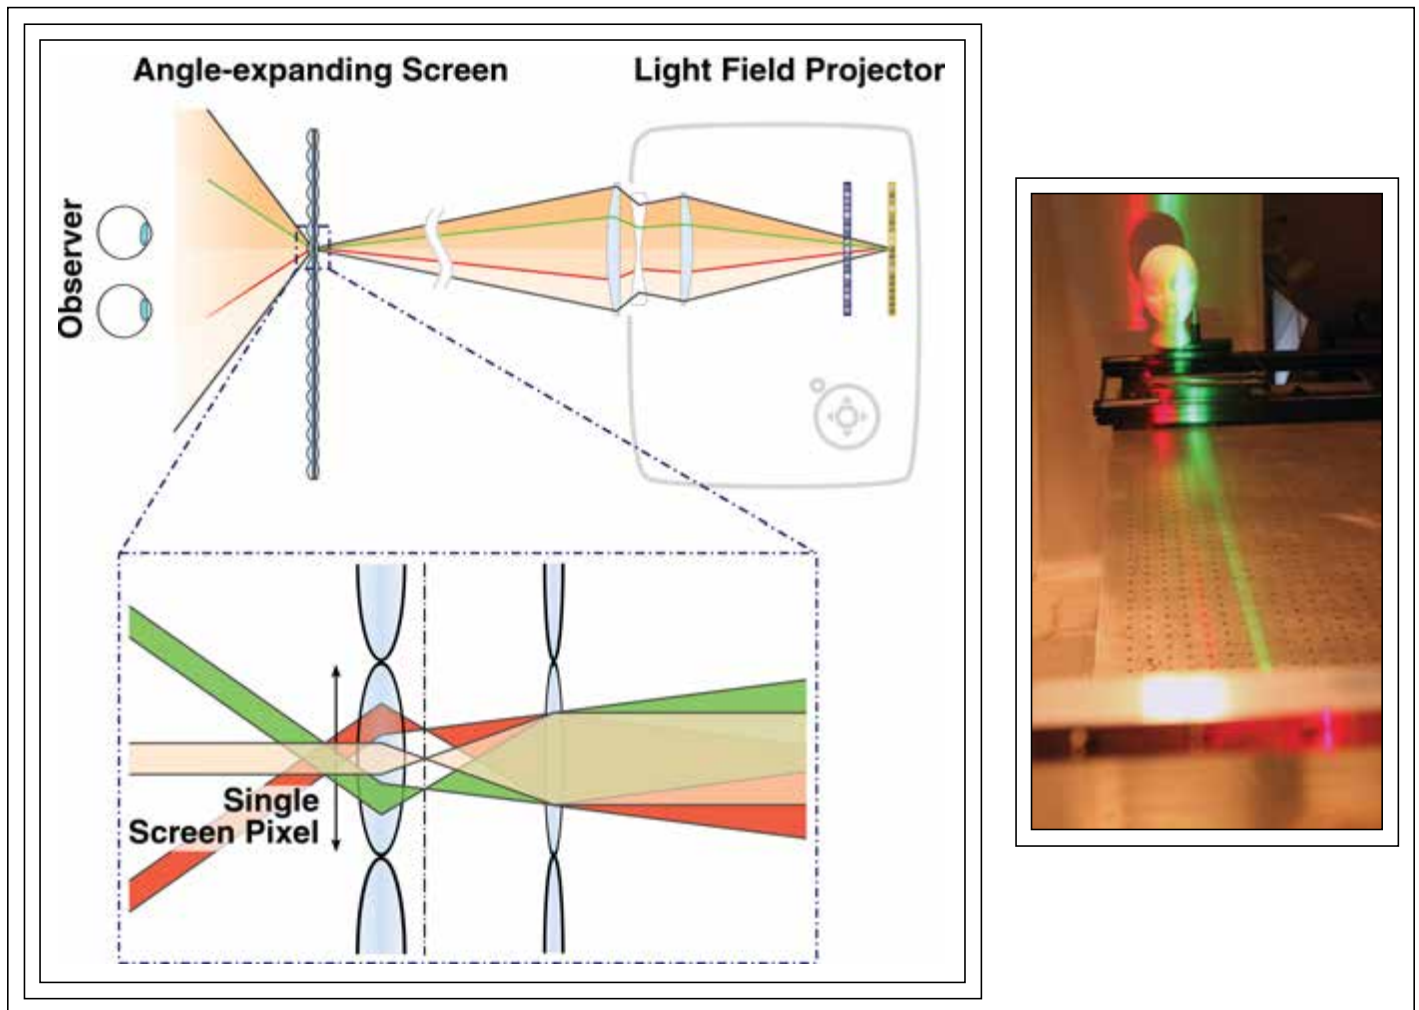 Angle-expanding Screen
Light Field Projector
Observer
Single
Screen Pixel